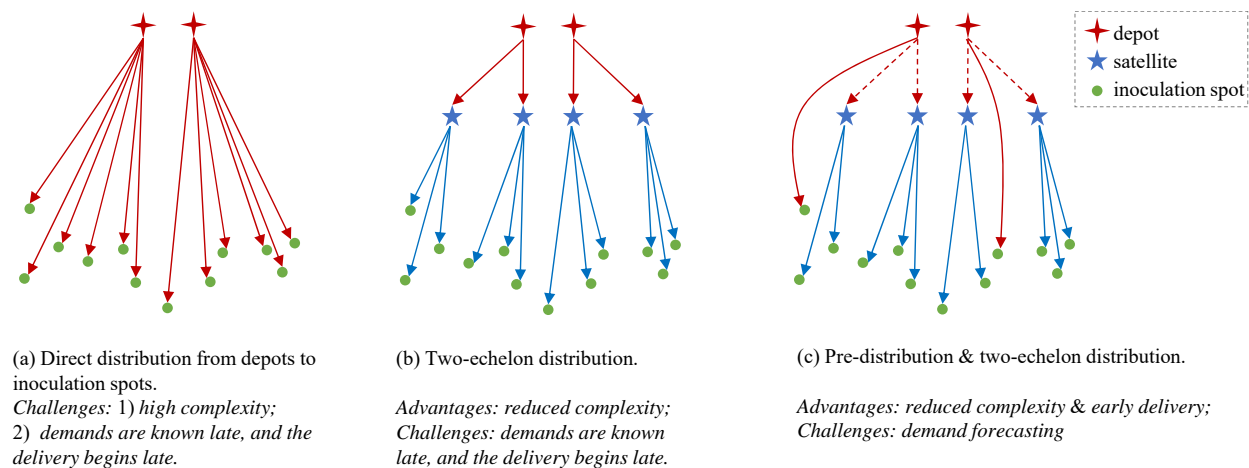 depot
satellite
inoculation spot
(a) Direct distribution from depots to
inoculation spots.
Challenges: 1) high complexity;
2) demands are known late, and the
delivery begins late.
(b) Two-echelon distribution.
Advantages: reduced complexity;
Challenges: demands are known
late, and the delivery begins late.
(c) Pre-distribution & two-echelon distribution.
Advantages: reduced complexity & early delivery;
Challenges: demand forecasting